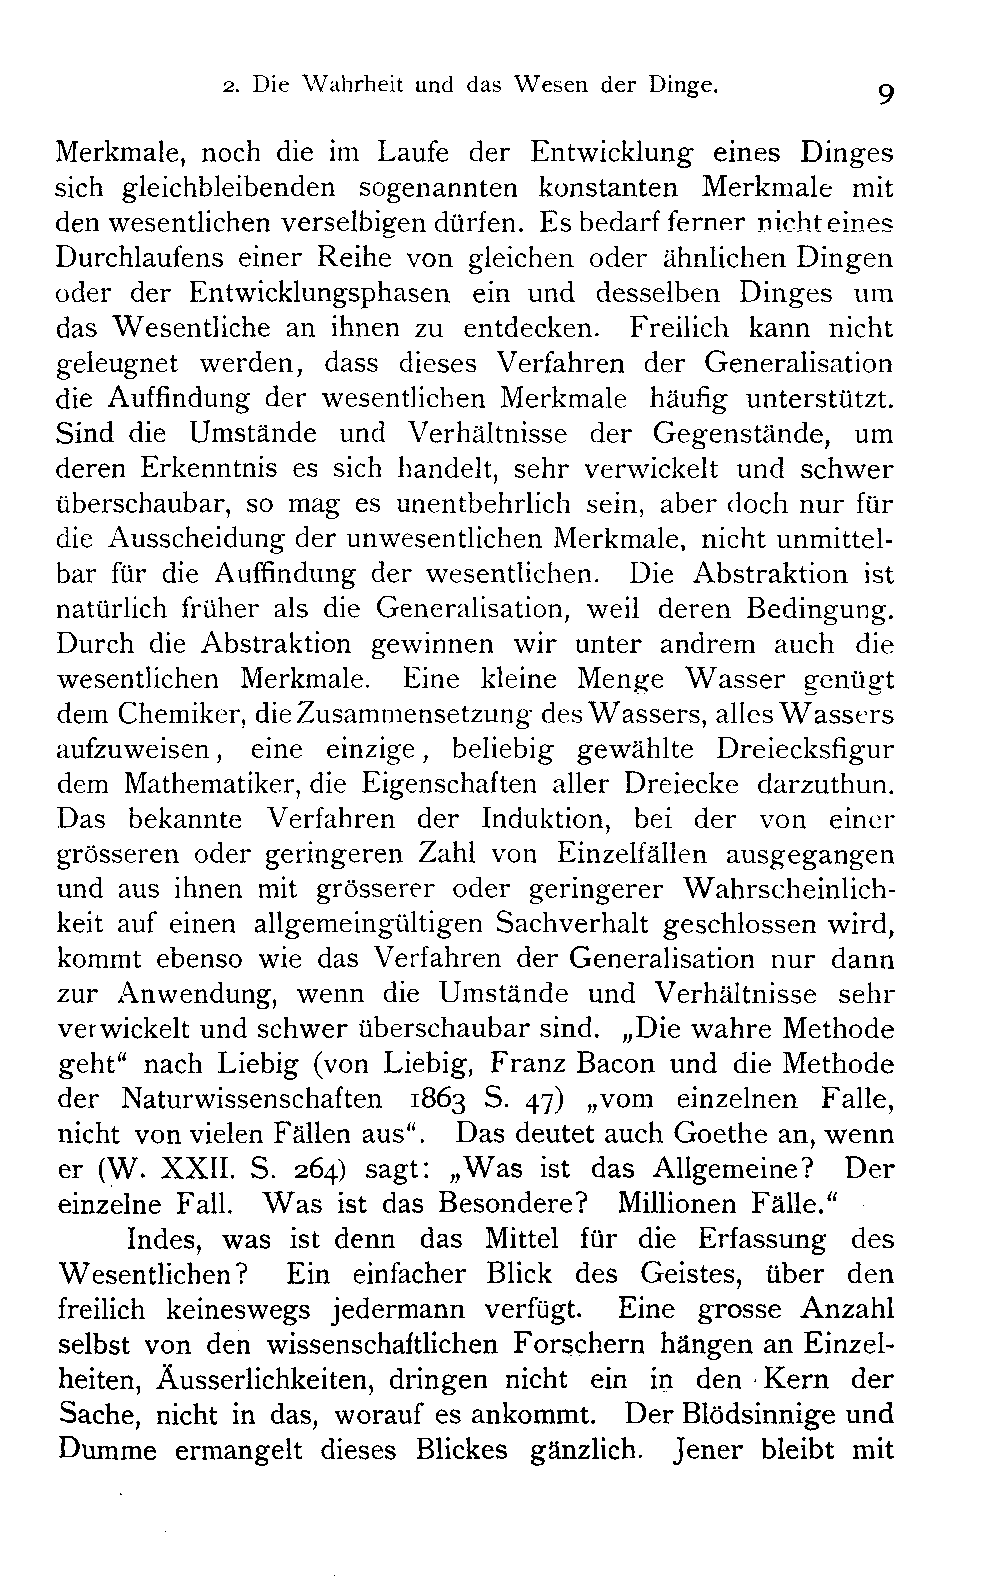 2. Die Wahrheit und das Wesen der Dinge. 9
Merkmale, noch die im Laufe der Entwicklung eines Dinges
sich gleichbleibenden sogenannten konstanten Merkmale mit
den wesentlichen verselbigen dürfen. Es bedarf ferner nicht eines
Durchlaufens einer Reihe von gleichen oder ähnlichen Dingen
oder der Entwicklungsphasen ein und desselben Dinges um
das Wesentliche an ihnen zu entdecken. Freilich kann nicht
geleugnet werden, dass dieses Verfahren der Generalisation
die Auffindung der wesentlichen Merkmale häufig unterstützt.
Sind die Umstände und Verhältnisse der Gegenstände, um
deren Erkenntnis es sich handelt, sehr verwickelt und schwer
überschaubar, so mag es unentbehrlich sein, aber doch nur für
die Ausscheidung der unwesentlichen Merkmale, nicht unmittel-
bar für die Auffindung der wesentlichen. Die Abstraktion ist
natürlich früher als die Generalisation, weil deren Bedingung.
Durch die Abstraktion gewinnen wir unter andrem auch die
wesentlichen Merkmale. Eine kleine Menge Wasser genügt
dem Chemiker, die Zusammensetzung des Wassers, alles Wassers
aufzuweisen, eine einzige, beliebig gewählte Dreiecksfigur
dem Mathematiker, die Eigenschaften aller Dreiecke darzuthun.
Das bekannte Verfahren der Induktion, bei der von einer
grösseren oder geringeren Zahl von Einzelfällen ausgegangen
und aus ihnen mit grösserer oder geringerer Wahrscheinlich-
keit auf einen allgemeingültigen Sachverhalt geschlossen wird,
kommt ebenso wie das Verfahren der Generalisation nur dann
zur Anwendung, wenn die Umstände und Verhältnisse sehr
verwickelt und schwer überschaubar sind. „Die wahre Methode
geht“ nach Liebig (von Liebig, Franz Bacon und die Methode
der Naturwissenschaften 1863 S. 47) „vom einzelnen Falle,
nicht von vielen Fällen aus“. Das deutet auch Goethe an, wenn
er (W. XXII. S. 264) sagt: „Was ist das Allgemeine? Der
einzelne Fall. Was ist das Besondere? Millionen Fälle.“
Indes, was ist denn das Mittel für die Erfassung des
Wesentlichen? Ein einfacher Blick des Geistes, über den
freilich keineswegs jedermann verfügt. Eine grosse Anzahl
selbst von den wissenschaftlichen Forschern hängen an Einzel-
heiten, Äusserlichkeiten, dringen nicht ein in den Kern der
Sache, nicht in das, worauf es ankommt. Der Blödsinnige und
Dumme ermangelt dieses Blickes gänzlich. Jener bleibt mit